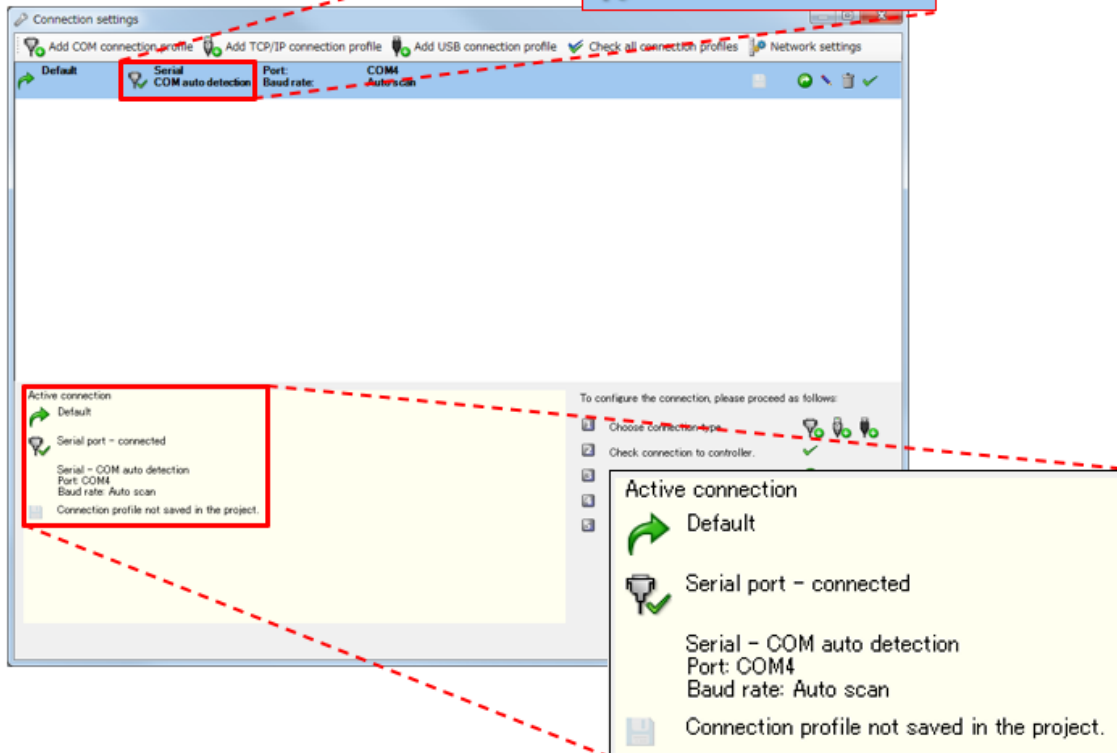 Connection settings
Add COM connection profile Add TCP/IP connection profile Add USB connection profile Check all connection profiles Network settings
Default Serial Port: COM4
COM auto detection Baud rate: Auto scan
Active connection
Default
Serial port - connected
Serial - COM auto detection
Port: COM4
Baud rate: Auto scan
Connection profile not saved in the project.
To configure the connection, please proceed as follows:
1 Choose connection type.
2 Check connection to controller.
Active connection
Default
Serial port - connected
Serial - COM auto detection
Port: COM4
Baud rate: Auto scan
Connection profile not saved in the project.